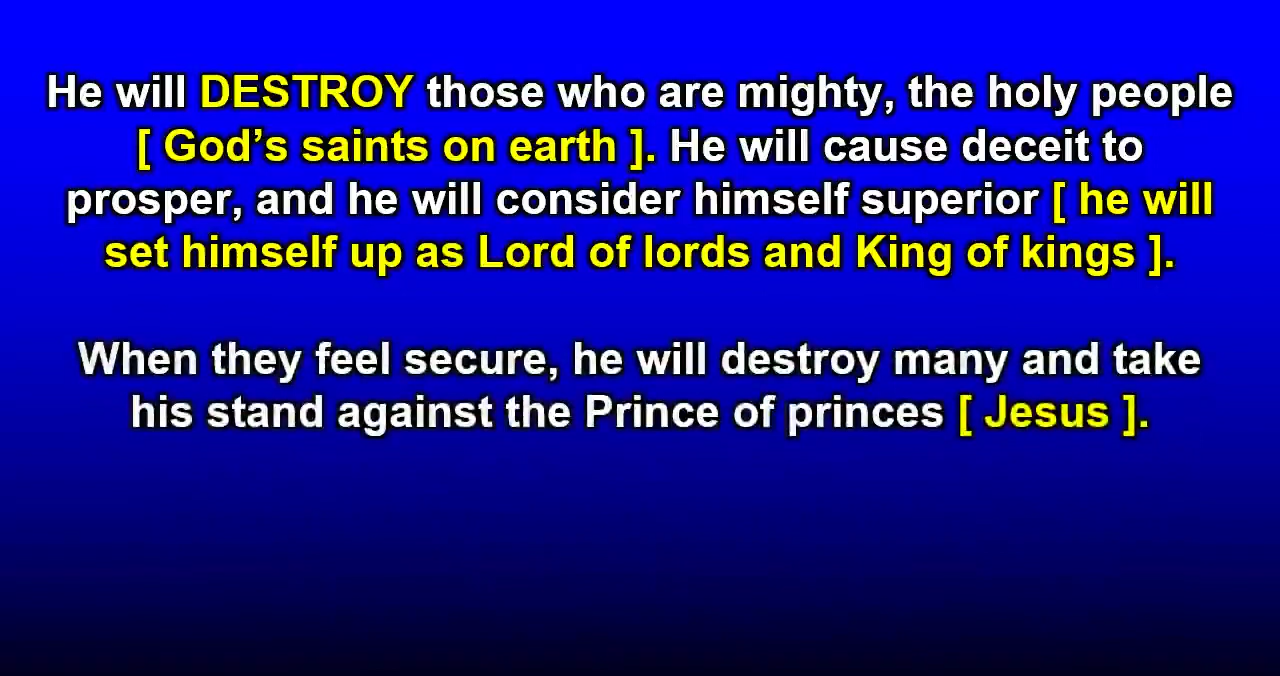 He will DESTROY those who are mighty, the holy people
[ God’s saints on earth ]. He will cause deceit to
prosper, and he will consider himself superior [ he will
set himself up as Lord of lords and King of kings ].
When they feel secure, he will destroy many and take
his stand against the Prince of princes [ Jesus ].